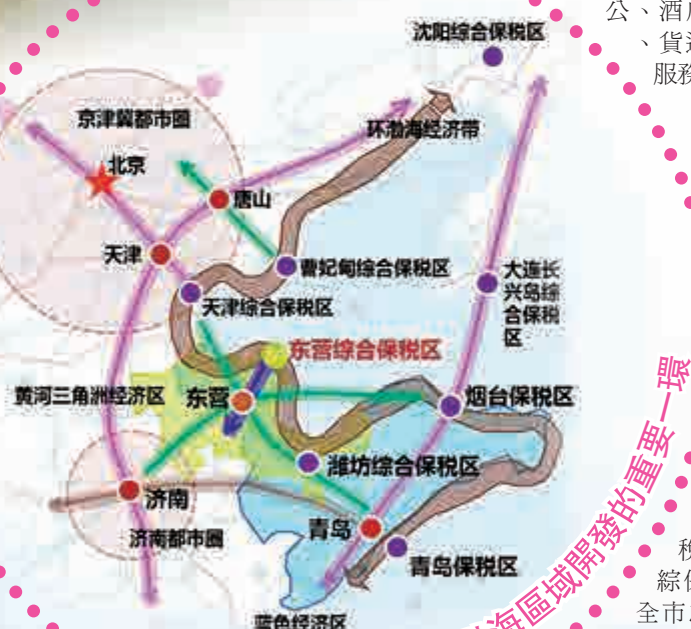 公、酒
、貨
服務
沈阳综合保税区
京津冀都市圈
环渤海经济带
北京
唐山
天津
曹妃甸综合保税区
天津综合保税区
大连长
兴岛综
合保税
区
东营综合保税区
黄河三角洲经济区
东营
烟台保税区
潍坊综合保税区
济南
青岛
济南都市圈
青岛保税区
蓝色经济区
海區域開發的重要一環
綜
全市